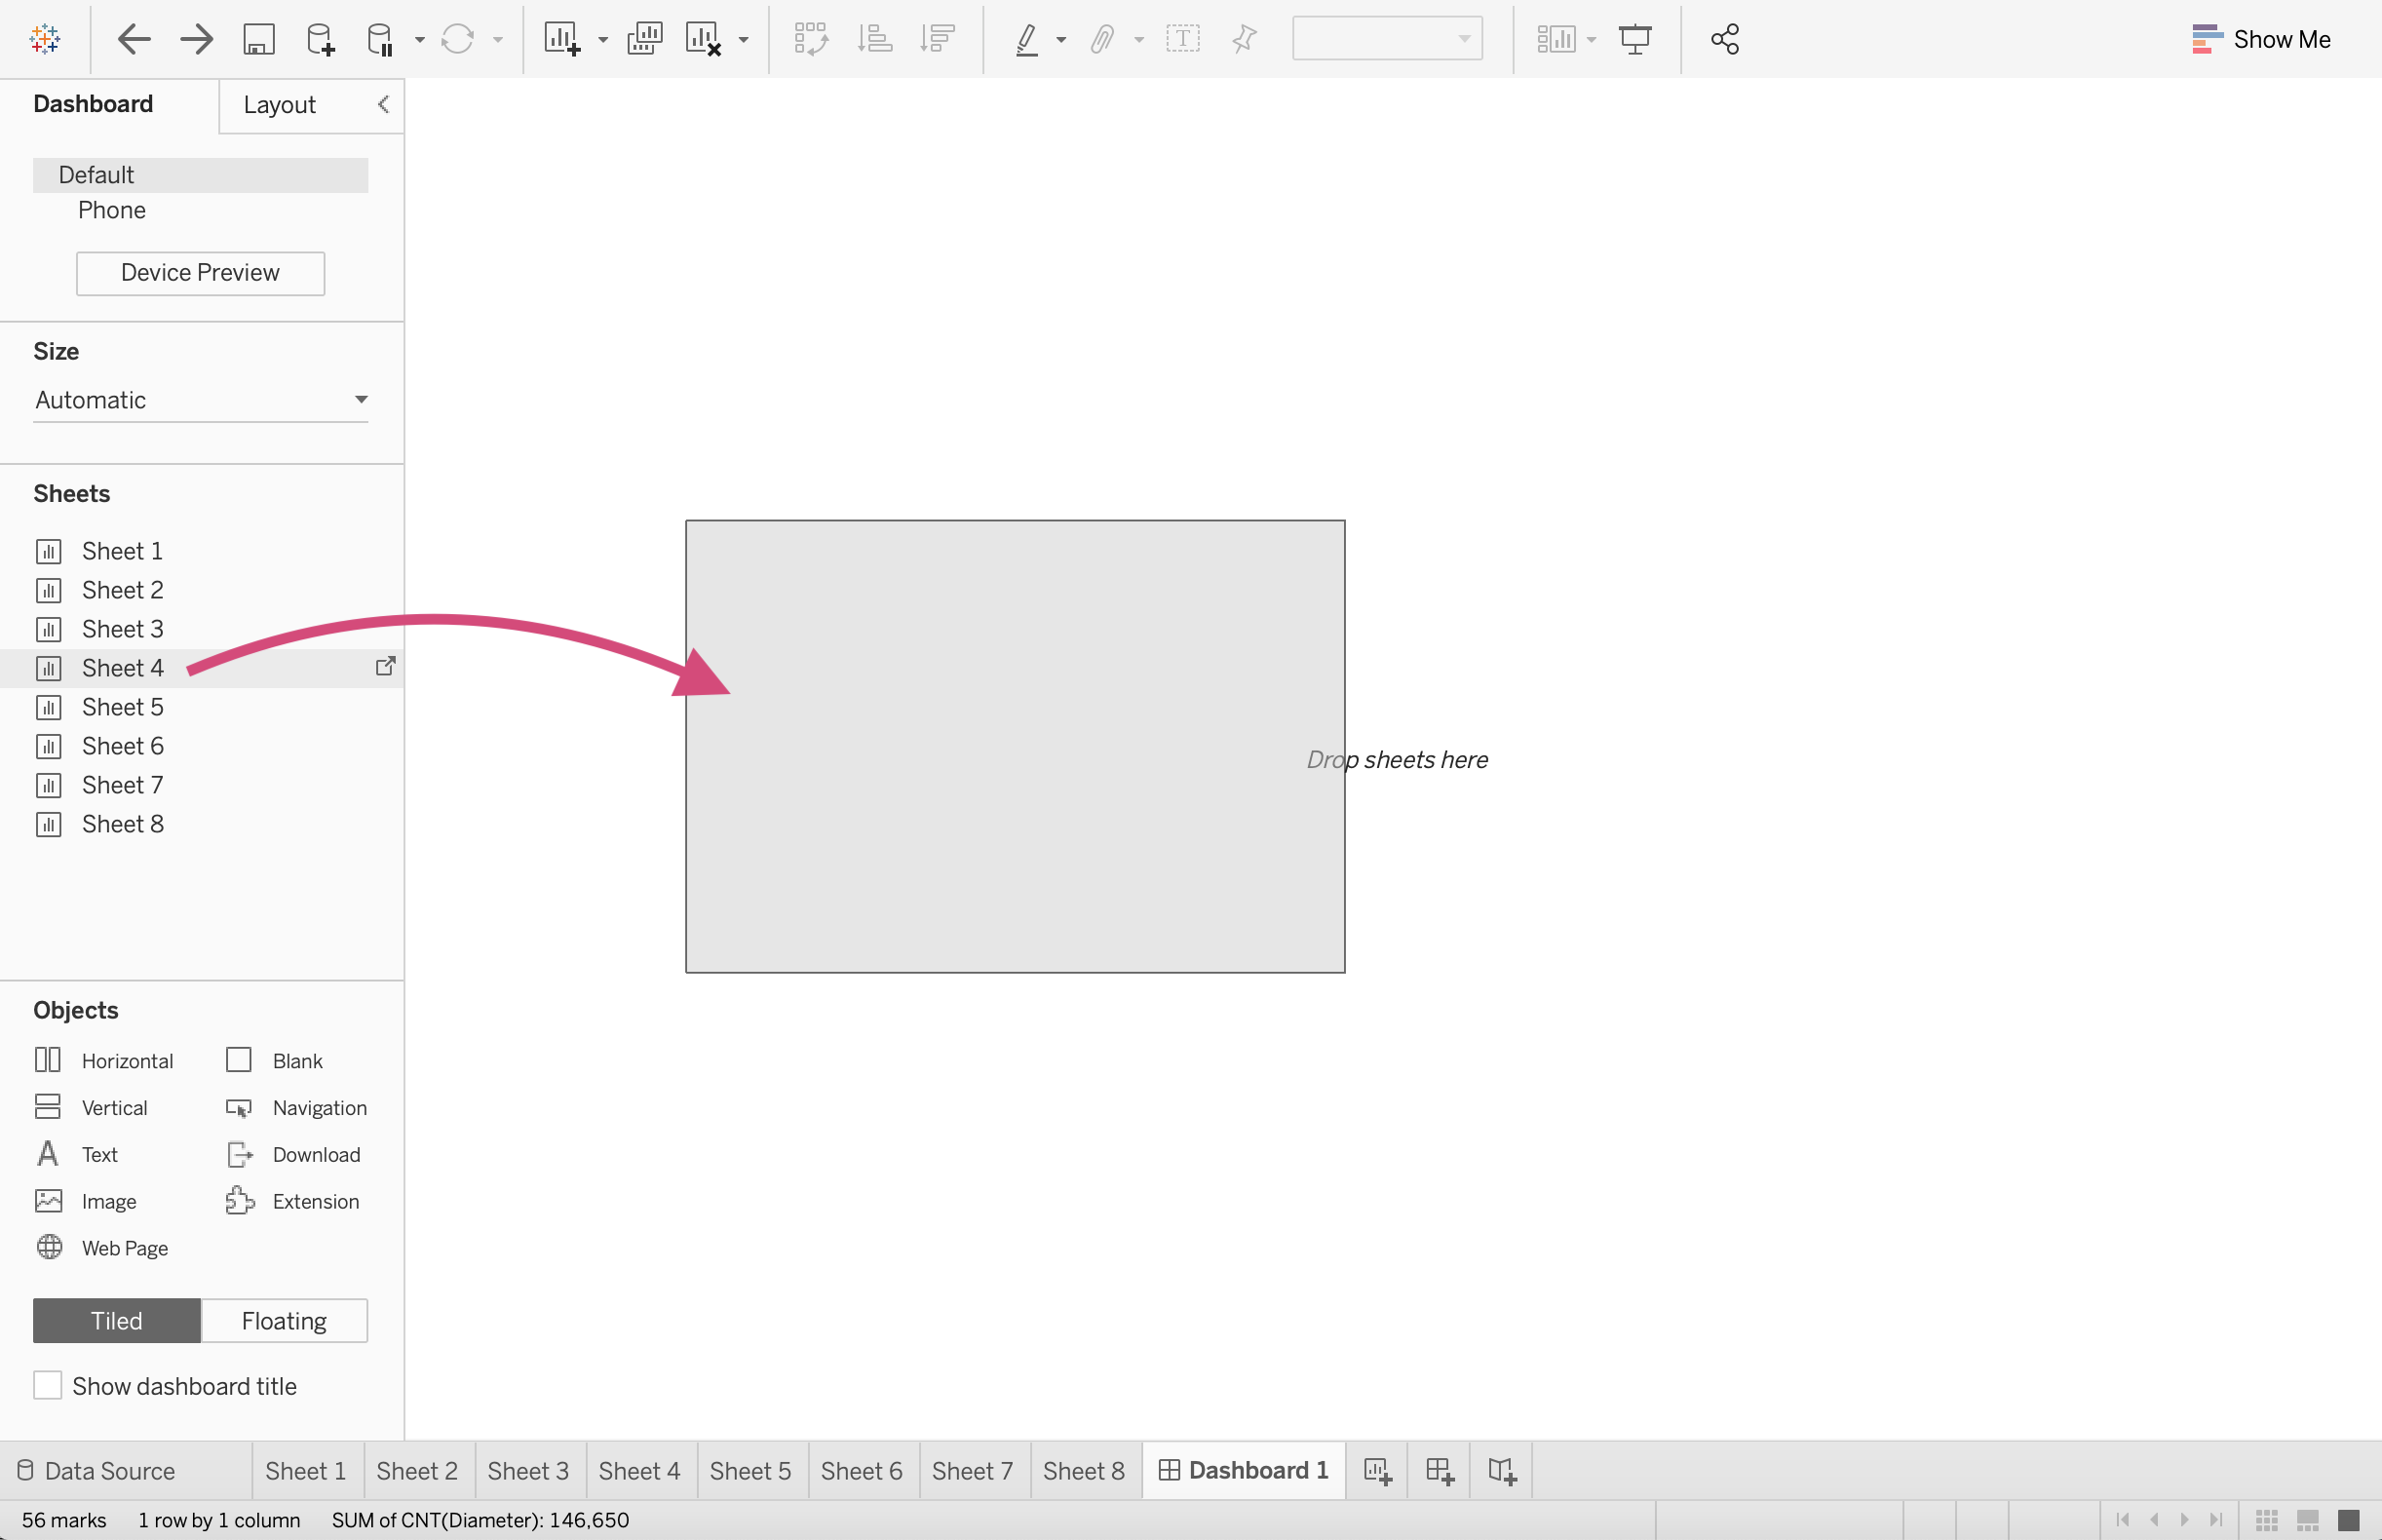 Show Me
Dashboard
Layout
Default
Phone
Device Preview
Size
Automatic
Sheets
Sheet 1
Sheet 2
Sheet 3
Sheet 4
Sheet 5
Sheet 6
Sheet 7
Sheet 8
Drop sheets here
Objects
Horizontal
Blank
Vertical
Navigation
Text
Download
Image
Extension
Web Page
Tiled
Floating
Show dashboard title
Data Source
Sheet 1
Sheet 2
Sheet 3
Sheet 4
Sheet 5
Sheet 6
Sheet 7
Sheet 8
Dashboard 1
56 marks
1 row by 1 column
SUM of CNT(Diameter): 146,650